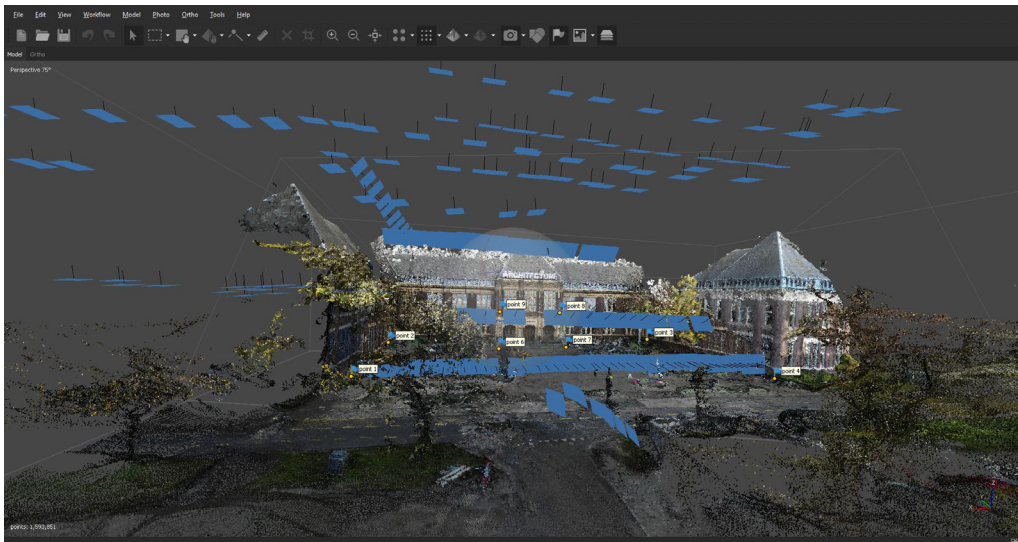 File Edit View Workflow Model Photo Ortho Tools Help
Model Ortho
Perspective 75°
ARCHITECTURE
point 9 point 8
point 2 point 6 point 7 point 3
point 1 point 4
points: 1,593,851
Z
X